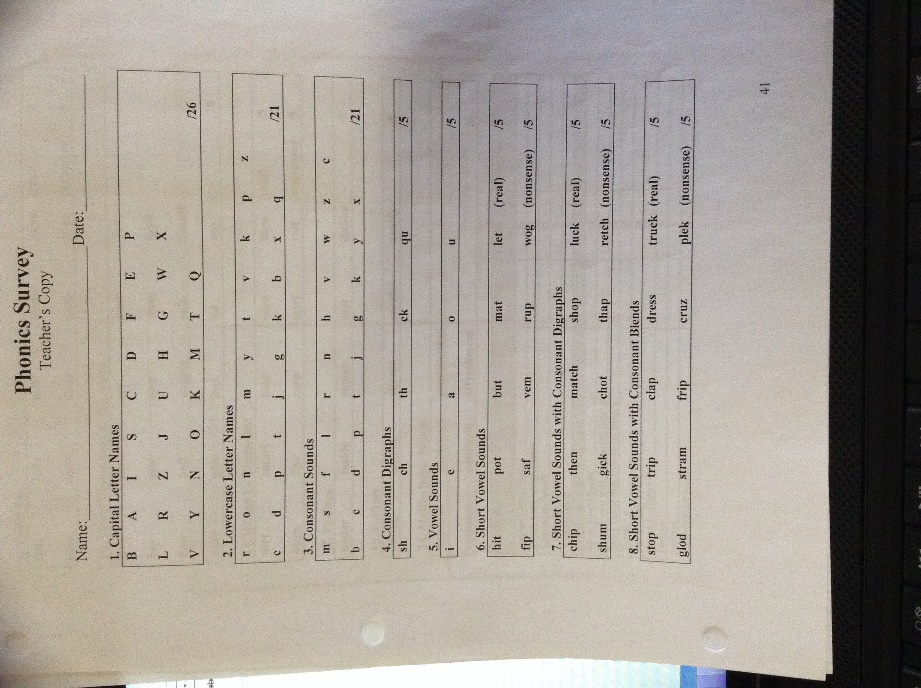 Phonics Survey
Teacher's Copy
Name: Date:
1. Capital Letter Names
B A I S C D F E P
L R Z J U H G W X
V Y N O K M T Q /26
2. Lowercase Letter Names
r o n l m y t v k p z
c d p t j g k b x q /21
3. Consonant Sounds
m s f l r n h v w z c
b c d p t j g k y x /21
4. Consonant Digraphs
sh ch th ck qu /5
5. Vowel Sounds
i e a o u /5
6. Short Vowel Sounds
hit pot but mat let (real) /5
fip saf vem rup wog (nonsense) /5
7. Short Vowel Sounds with Consonant Digraphs
chip then match shop luck (real) /5
shum gick chot thap retch (nonsense) /5
8. Short Vowel Sounds with Consonant Blends
stop trip clap dress truck (real) /5
glod stram frip cruz plek (nonsense) /5
41